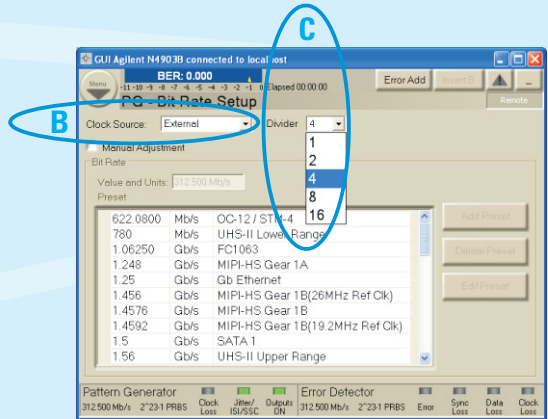 C
GUI Agilent N4903B connected to localhost
Menu
BER: 0.000
-11 -10 -9 -8 -7 -6 -5 -4 -3 -2 -1 0 Elapsed 00:00:00
Error Add
Insert B
PG - Bit Rate Setup
Remote
B
Clock Source: External
Divider 4
1
2
4
8
16
Manual Adjustment
Bit Rate
Value and Units: 312.500 Mb/s
Preset
622.0800 Mb/s OC-12 / STM-4
780 Mb/s UHS-II Lower Range
1.06250 Gb/s FC1063
1.248 Gb/s MIPI-HS Gear 1A
1.25 Gb/s Gb Ethernet
1.456 Gb/s MIPI-HS Gear 1B(26MHz Ref Clk)
1.4576 Gb/s MIPI-HS Gear 1B
1.4592 Gb/s MIPI-HS Gear 1B(19.2MHz Ref Clk)
1.5 Gb/s SATA 1
1.56 Gb/s UHS-II Upper Range
Add Preset
Delete Preset
Edit Preset
Pattern Generator
312.500 Mb/s 2^23-1 PRBS
Clock Loss
Jitter/ ISI/SSC
Outputs ON
Error Detector
312.500 Mb/s 2^23-1 PRBS
Error
Sync Loss
Data Loss
Clock Loss